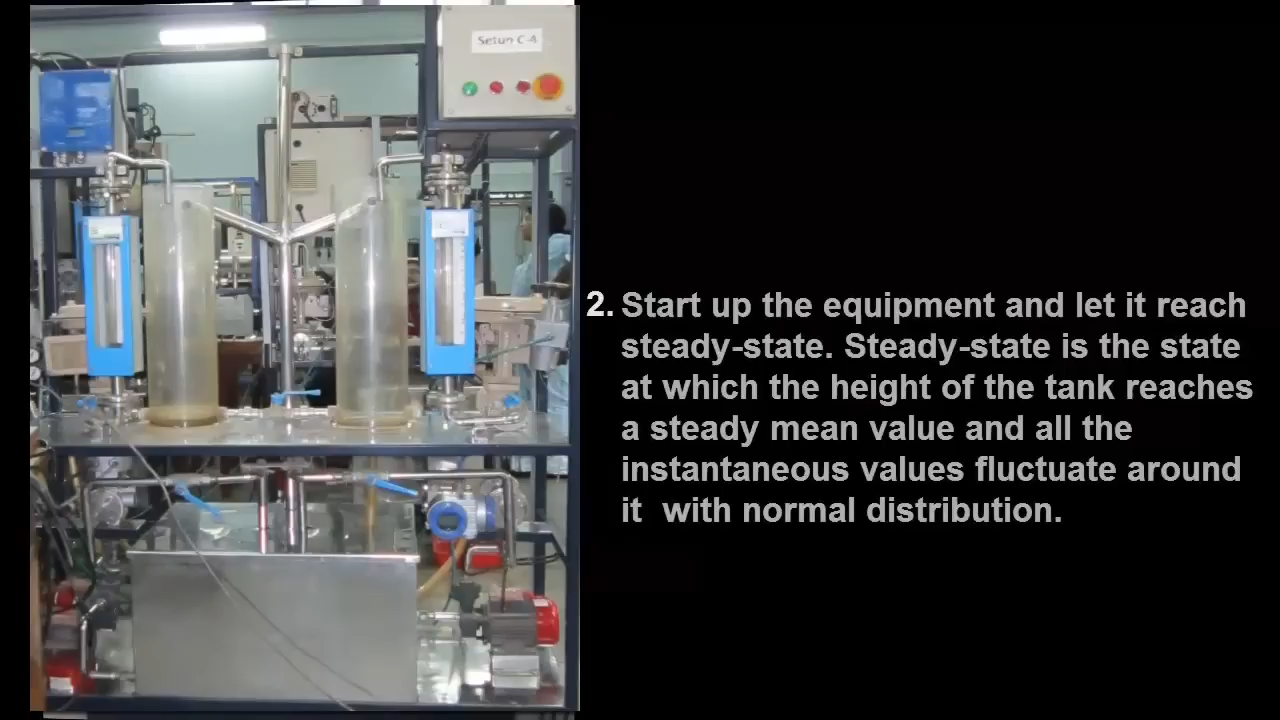 Setup C-4
2. Start up the equipment and let it reach
steady-state. Steady-state is the state
at which the height of the tank reaches
a steady mean value and all the
instantaneous values fluctuate around
it  with normal distribution.